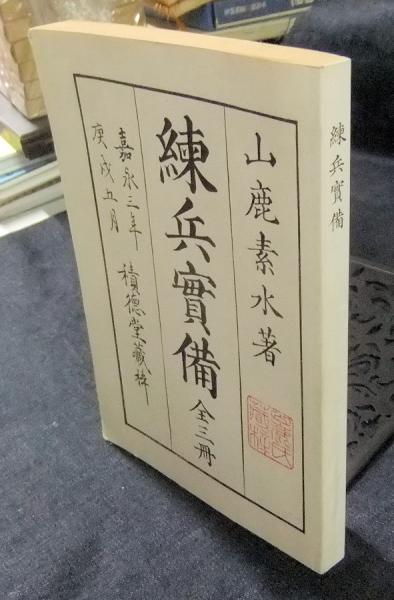 山鹿素水著
練兵實備 全三冊
嘉永三年
庚戌五月
積德堂藏梓
練兵實備